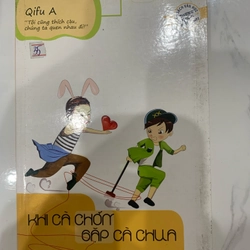 Qifu A
"Tôi cũng thích cậu,
chúng ta quen nhau đi!"
KHI CÀ CHỚN
GẶP CÀ CHUA